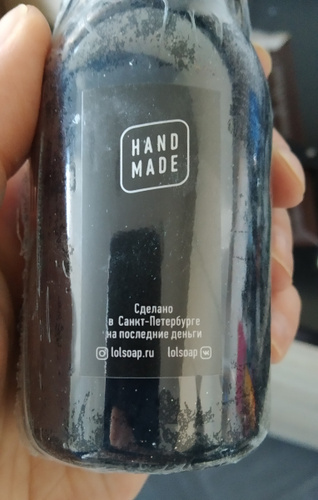 HAND
MADE
Сделано
в Санкт-Петербурге
на последние деньги
lolsoap.ru lolsoap